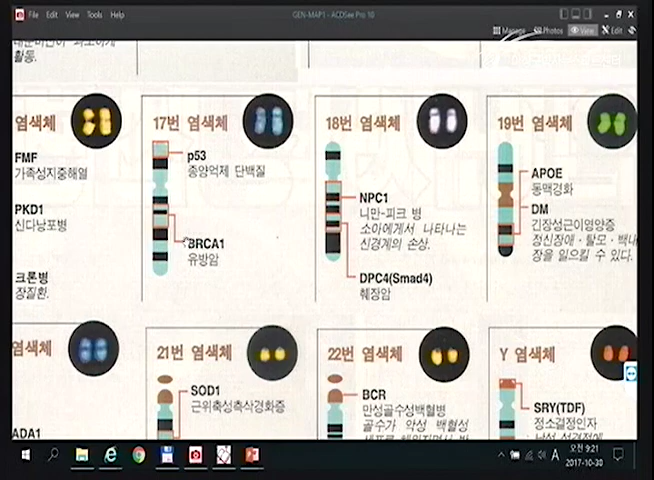 File Edit View Tools Help
GEN-MAP1 - ACDSee Pro 10
Manage Photos View Edit
활동.
염색체
FMF
가족성지중해열
PKD1
신다낭포병
크론병
장질환.
17번 염색체
p53
종양억제 단백질
BRCA1
유방암
18번 염색체
NPC1
니만-피크 병
소아에게서 나타나는
신경계의 손상.
DPC4(Smad4)
췌장암
19번 염색체
APOE
동맥경화
DM
긴장성근이영양증
정신장애·탈모·백내
장을 일으킬 수 있다.
염색체
ADA1
21번 염색체
SOD1
근위축성측삭경화증
22번 염색체
BCR
만성골수성백혈병
골수가 악성 백혈성
Y 염색체
SRY(TDF)
정소결정인자
A 오전 9:21
2017-10-30